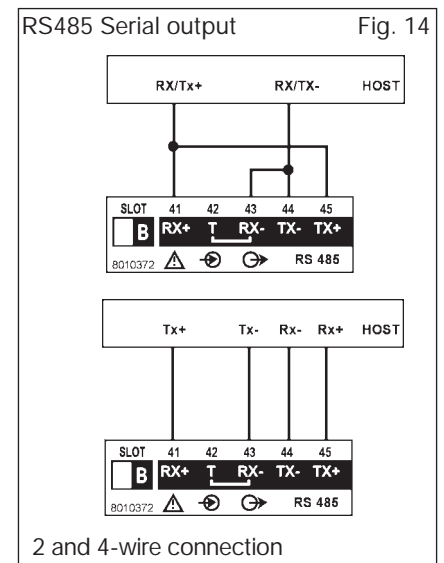 RS485 Serial output Fig. 14
RX/Tx+ RX/TX- HOST
SLOT 41 42 43 44 45
B RX+ T RX- TX- TX+
8010372 RS 485
Tx+ Tx- Rx- Rx+ HOST
SLOT 41 42 43 44 45
B RX+ T RX- TX- TX+
8010372 RS 485
2 and 4-wire connection